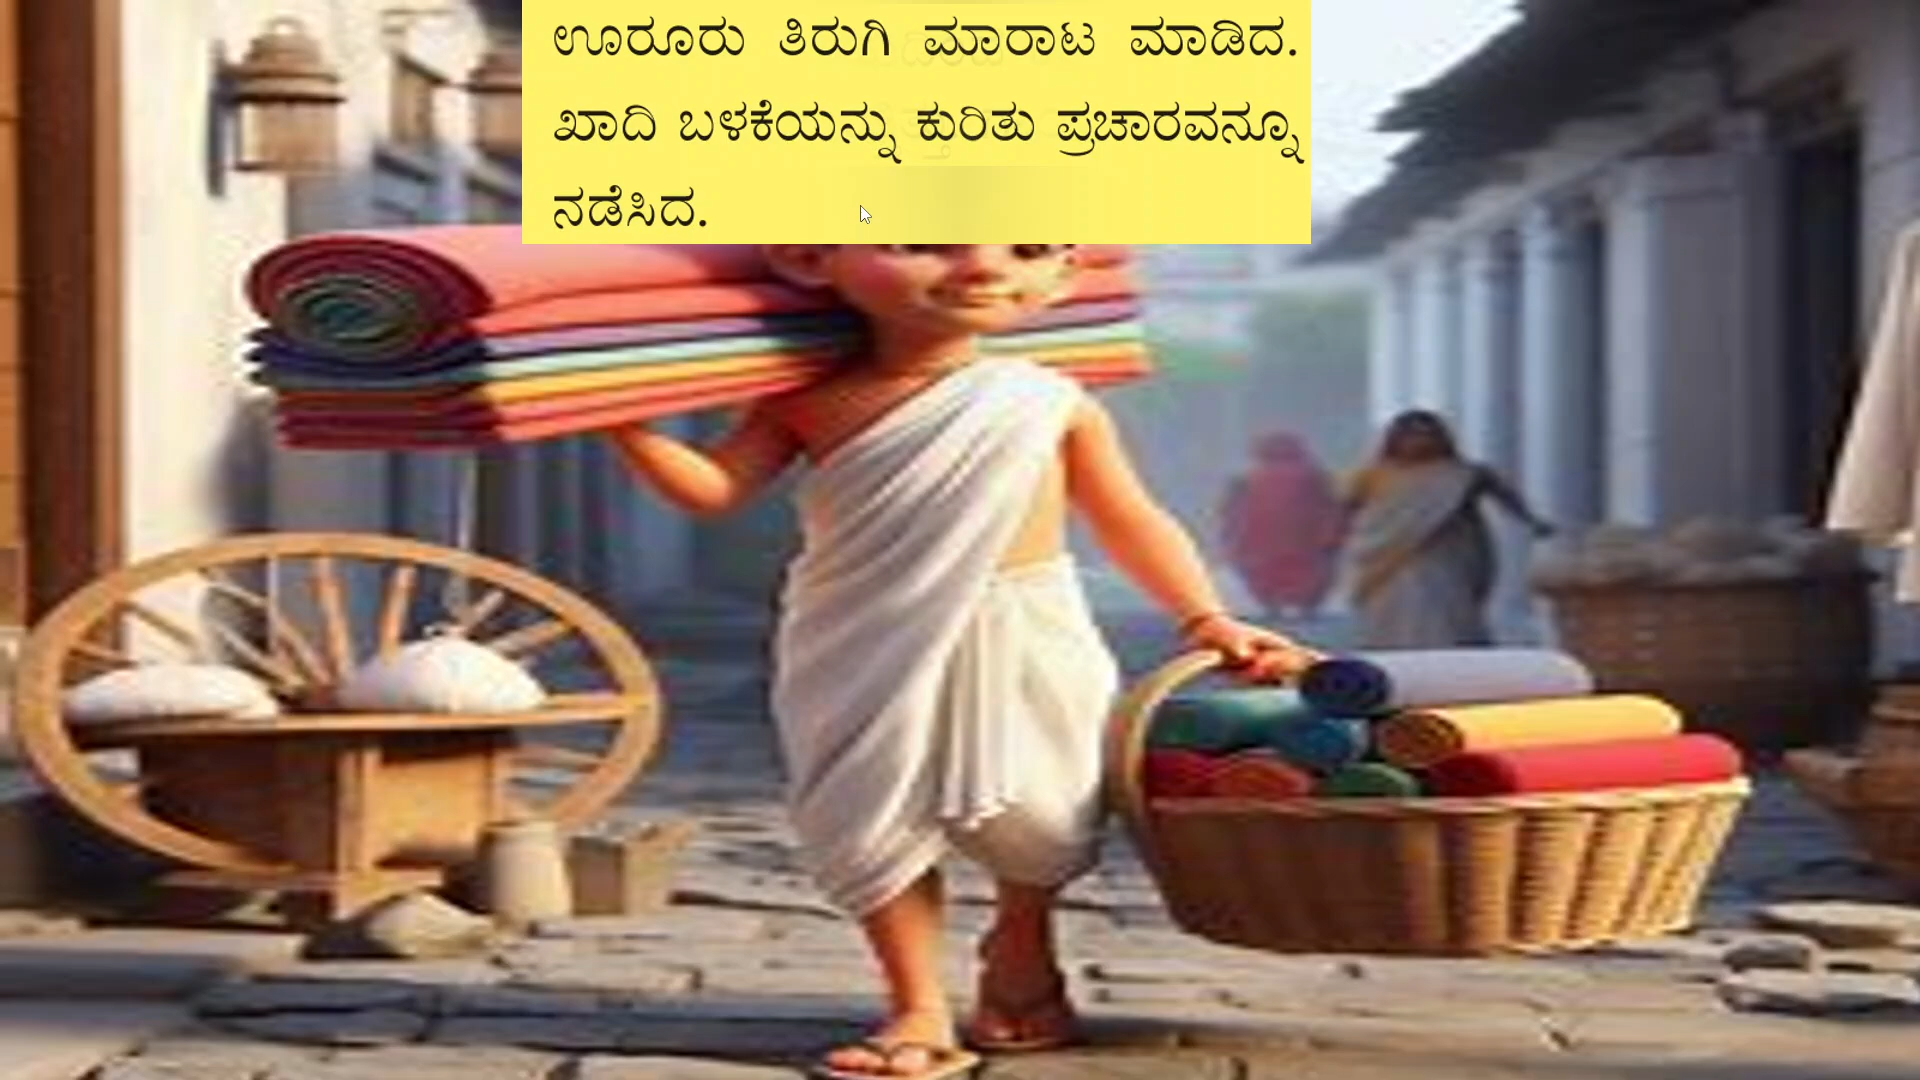 ಊರೂರು ತಿರುಗಿ ಮಾರಾಟ ಮಾಡಿದ.
ಖಾದಿ ಬಳಕೆಯನ್ನು ಕುರಿತು ಪ್ರಚಾರವನ್ನೂ
ನಡೆಸಿದ.